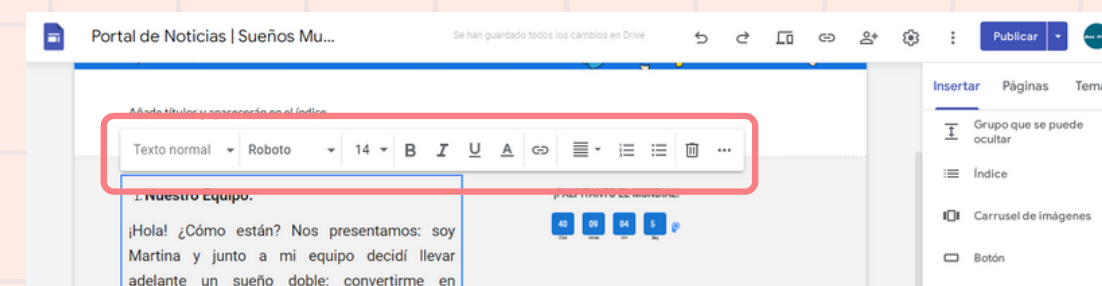 Portal de Noticias | Sueños Mu...
Se han guardado todos los cambios en Drive
Publicar
Insertar Páginas Tema
Añade títulos y aparecerán en el índice
Texto normal Roboto 14 B I U A
Grupo que se puede
ocultar
Índice
Carrusel de imágenes
Botón
1. Nuestro Equipo:
¡Hola! ¿Cómo están? Nos presentamos: soy
Martina y junto a mi equipo decidí llevar
adelante un sueño doble: convertirme en
¡PALPITANTO EL MUNDIAL!
40 09 04 5